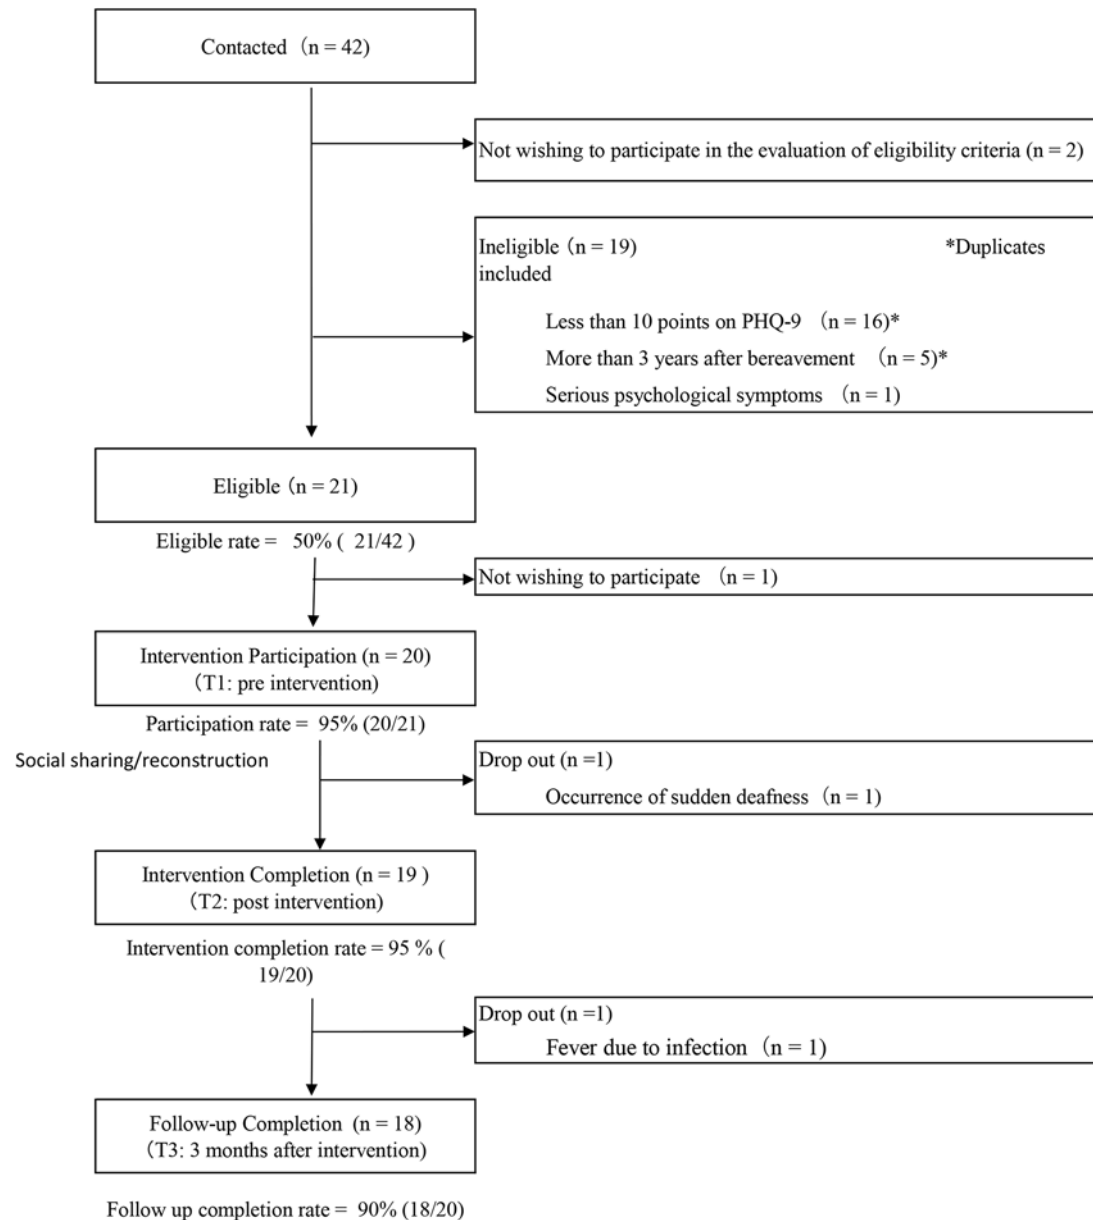 Contacted（n = 42)
Not wishing to participate in the evaluation of eligibility criteria (n = 2)
Ineligible（n = 19) *Duplicates
included
Less than 10 points on PHQ-9 （n = 16)*
More than 3 years after bereavement （n = 5)*
Serious psychological symptoms （n = 1)
Eligible（n = 21)
Eligible rate = 50% ( 21/42 )
Not wishing to participate （n = 1)
Intervention Participation (n = 20)
（T1: pre intervention)
Participation rate = 95% (20/21)
Social sharing/reconstruction
Drop out (n =1)
Occurrence of sudden deafness（n = 1)
Intervention Completion (n = 19 )
（T2: post intervention)
Intervention completion rate = 95 % (
19/20)
Drop out (n =1)
Fever due to infection（n = 1)
Follow-up Completion (n = 18)
（T3: 3 months after intervention)
Follow up completion rate = 90% (18/20)